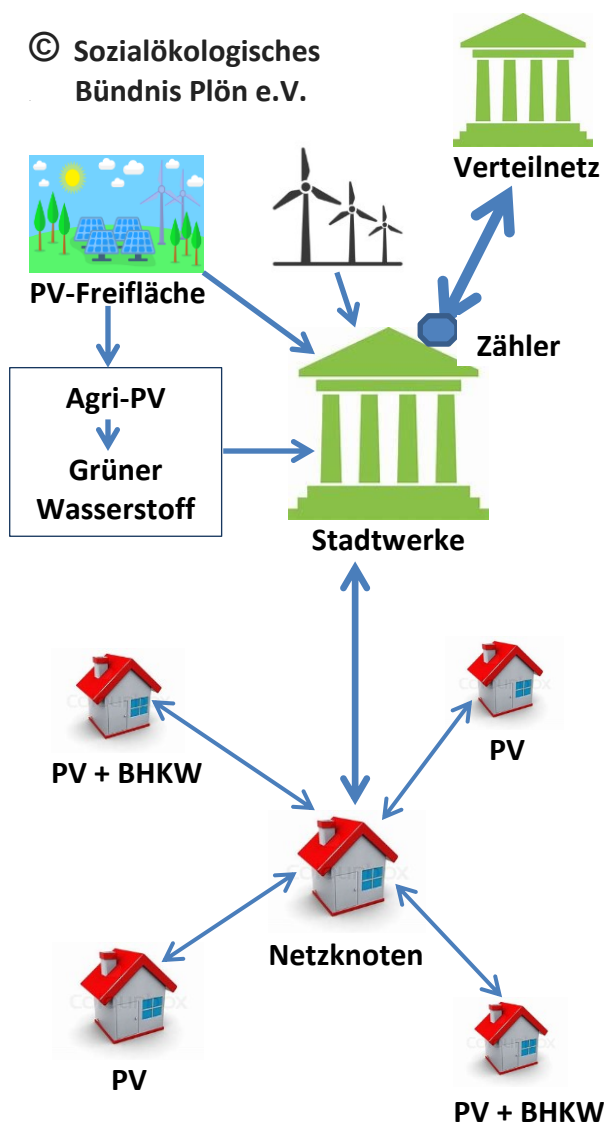 © Sozialökologisches
Bündnis Plön e.V.
Verteilnetz
PV-Freifläche
Zähler
Agri-PV
Grüner
Wasserstoff
Stadtwerke
PV + BHKW
PV
Netzknoten
PV
PV + BHKW